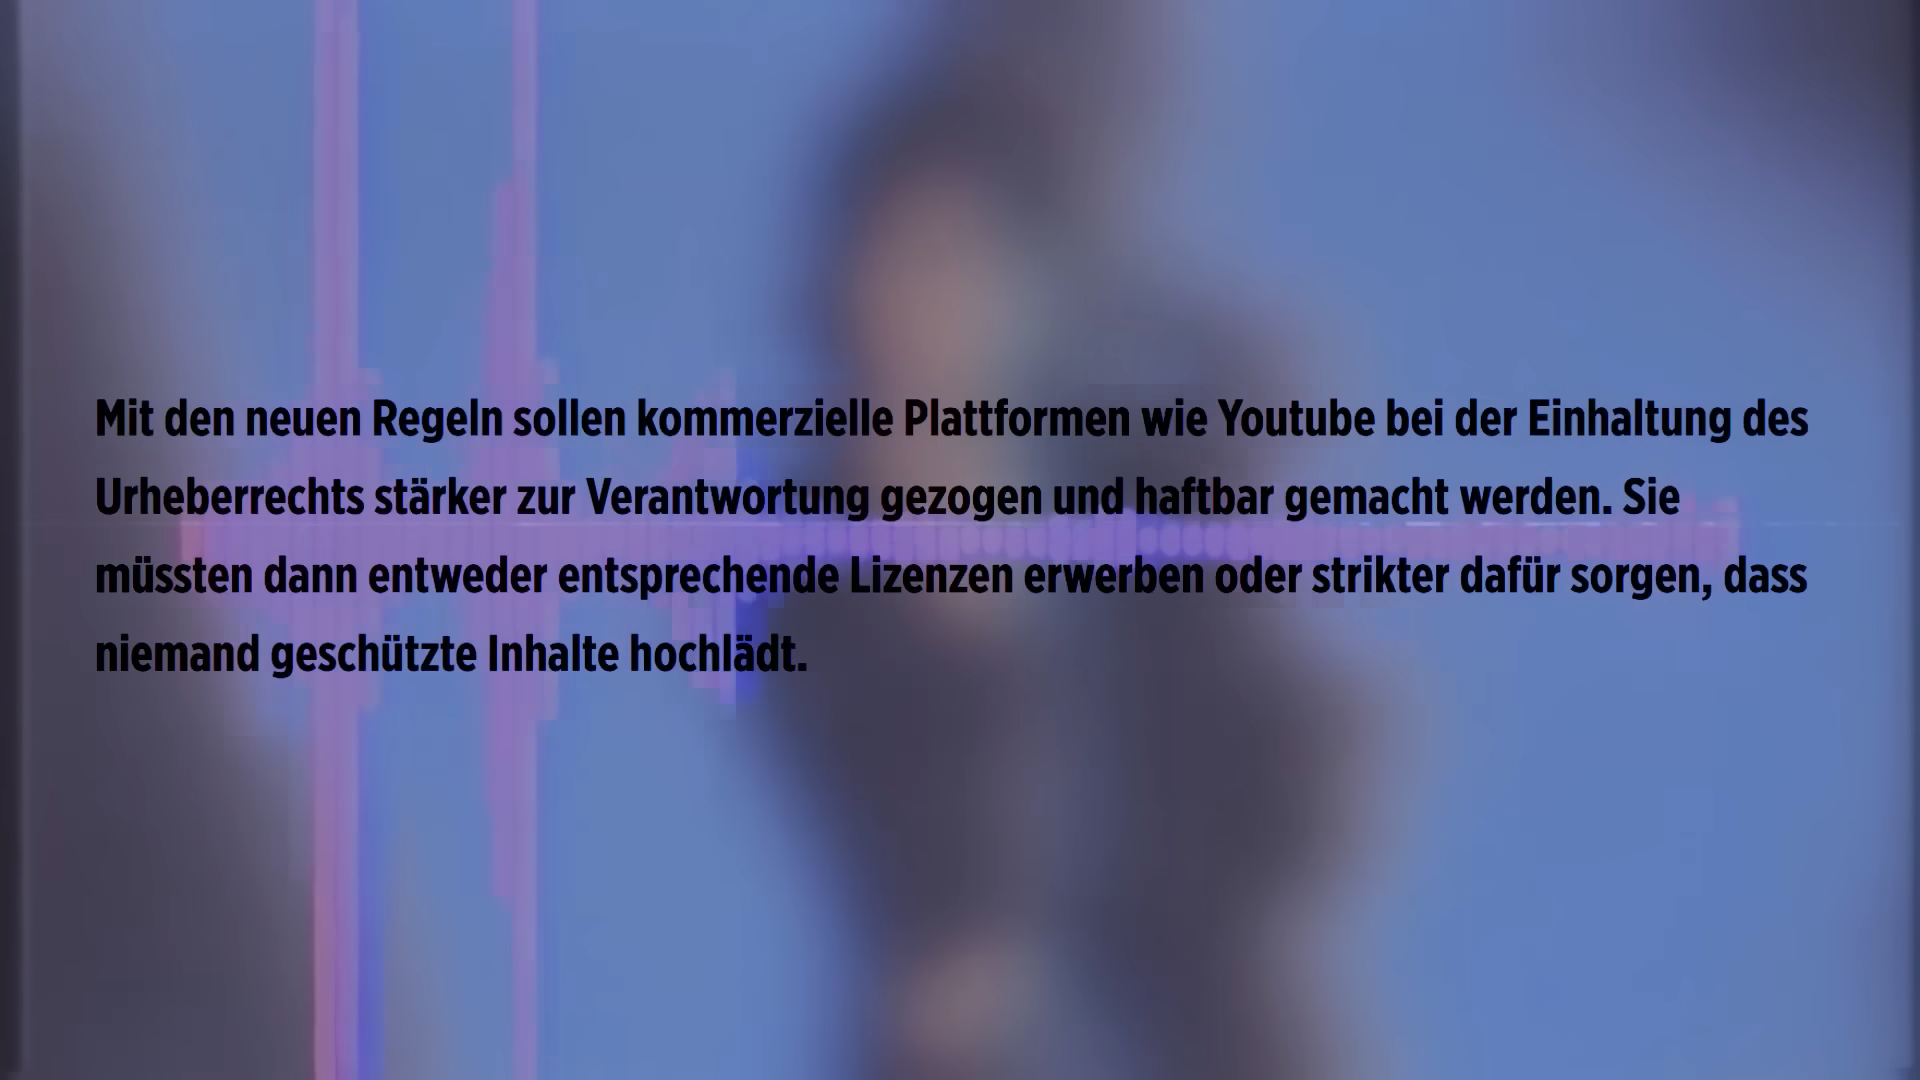 Mit den neuen Regeln sollen kommerzielle Plattformen wie Youtube bei der Einhaltung des
Urheberrechts stärker zur Verantwortung gezogen und haftbar gemacht werden. Sie
müssten dann entweder entsprechende Lizenzen erwerben oder strikter dafür sorgen, dass
niemand geschützte Inhalte hochlädt.